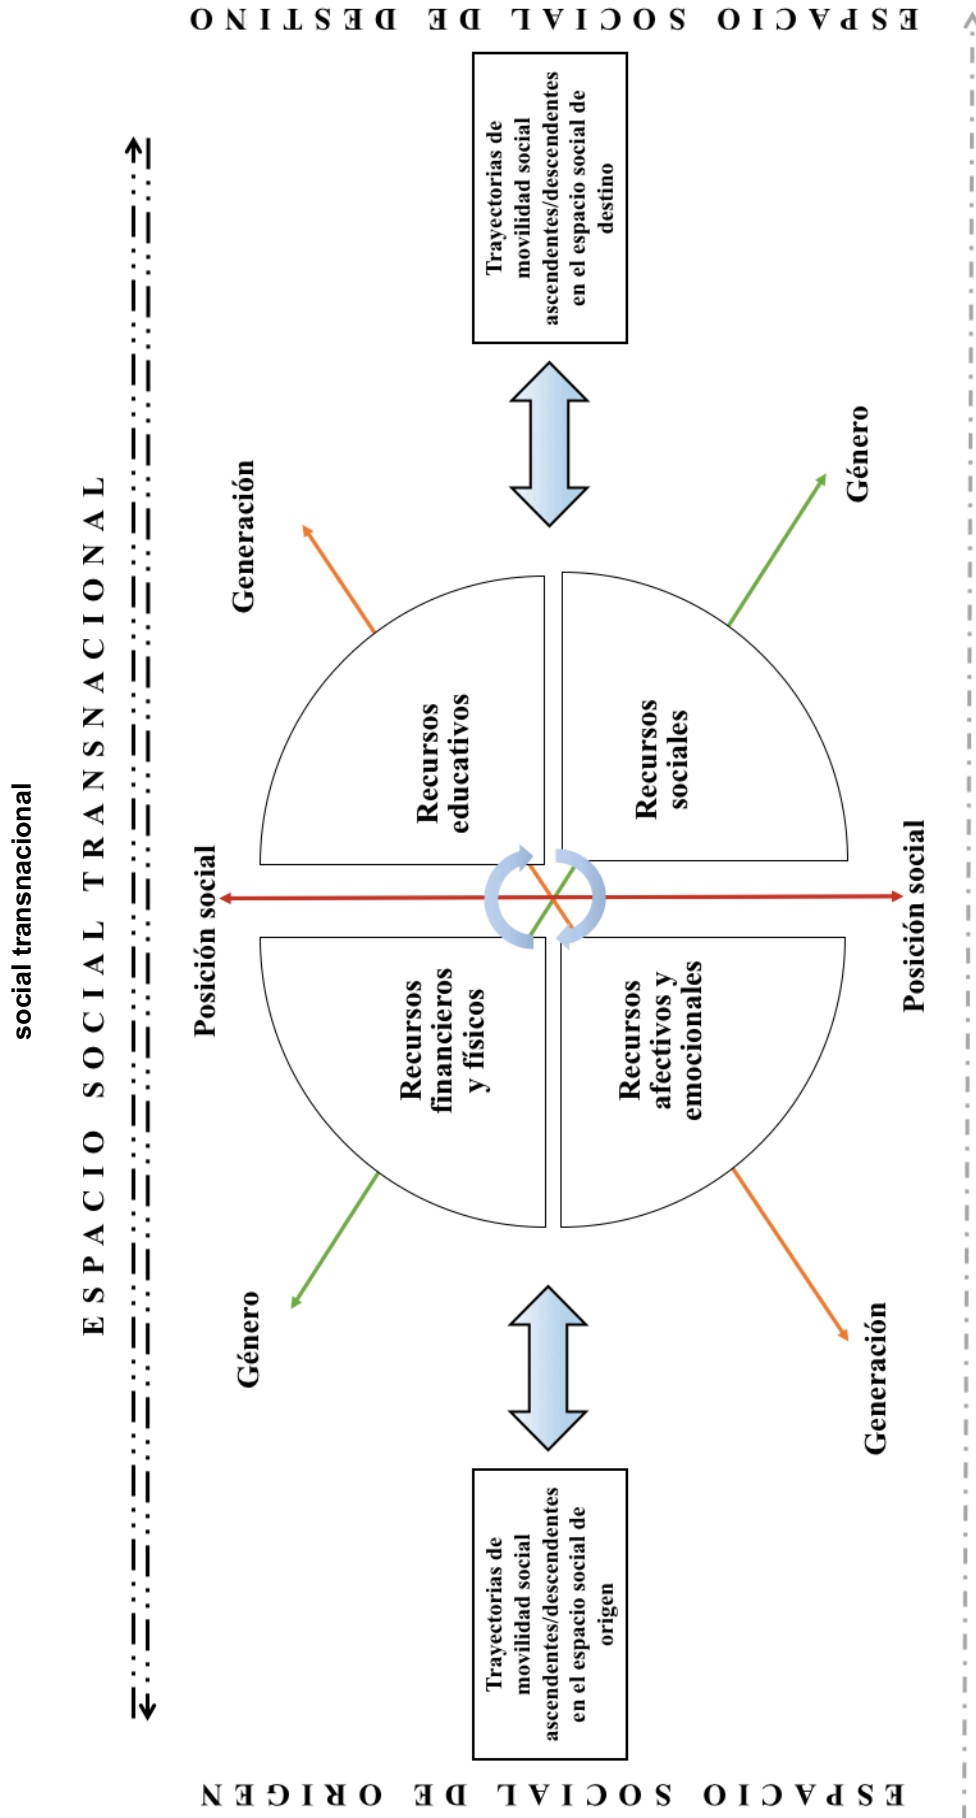 social transnacional
ESPACIO SOCIAL TRANSNACIONAL
ESPACIO SOCIAL DE ORIGEN
Trayectorias de
movilidad social
ascendentes/descendentes
en el espacio social de
origen
Género
Posición social
Generación
Recursos
financieros
y físicos
Recursos
educativos
Recursos
afectivos y
emocionales
Recursos
sociales
Generación
Posición social
Género
Trayectorias de
movilidad social
ascendentes/descendentes
en el espacio social de
destino
ESPACIO SOCIAL DE DESTINO